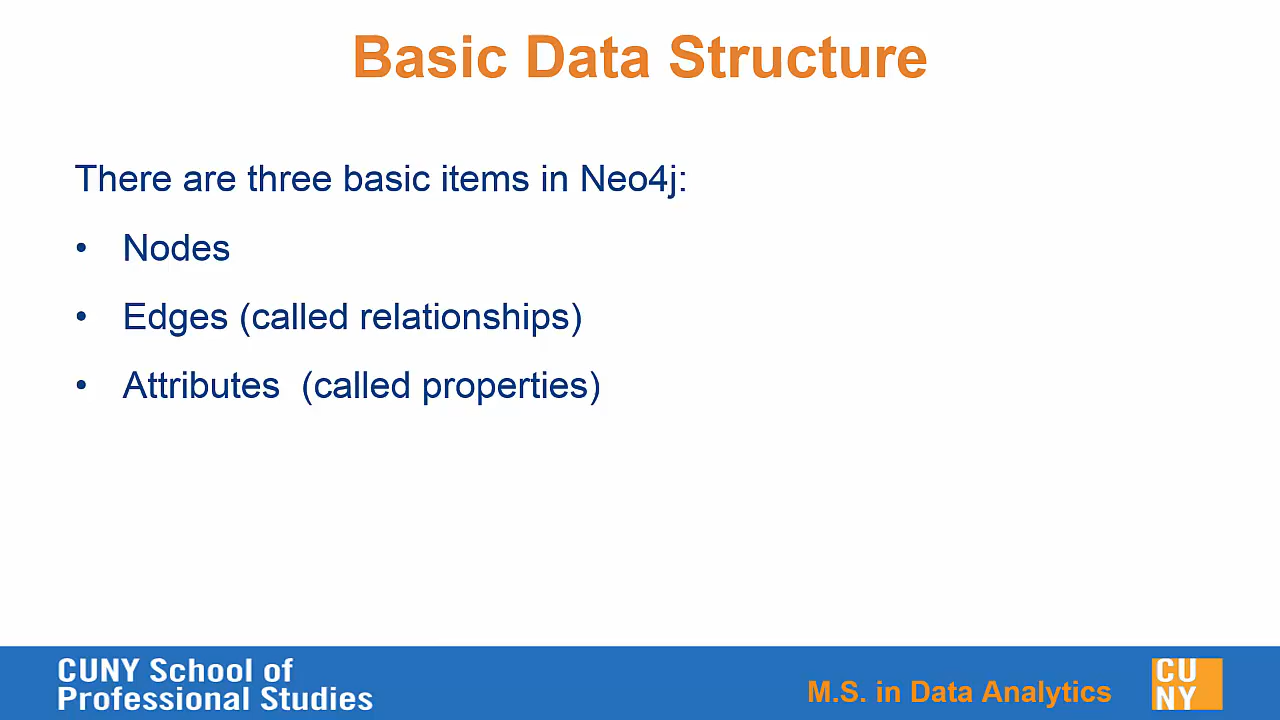 Basic Data Structure
There are three basic items in Neo4j:
• Nodes
• Edges (called relationships)
• Attributes  (called properties)
CUNY School of
Professional Studies
M.S. in Data Analytics
CU
NY